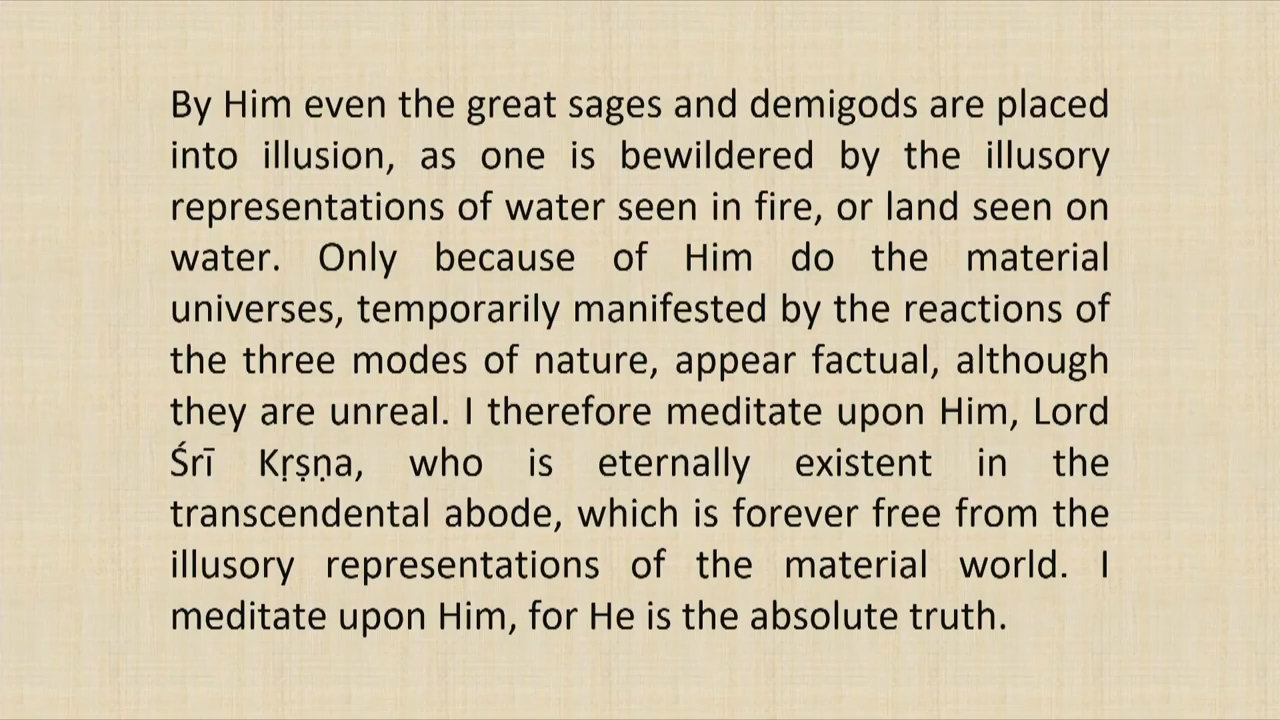 By Him even the great sages and demigods are placed
into illusion, as one is bewildered by the illusory
representations of water seen in fire, or land seen on
water. Only because of Him do the material
universes, temporarily manifested by the reactions of
the three modes of nature, appear factual, although
they are unreal. I therefore meditate upon Him, Lord
Śrī Kṛṣṇa, who is eternally existent in the
transcendental abode, which is forever free from the
illusory representations of the material world. I
meditate upon Him, for He is the absolute truth.